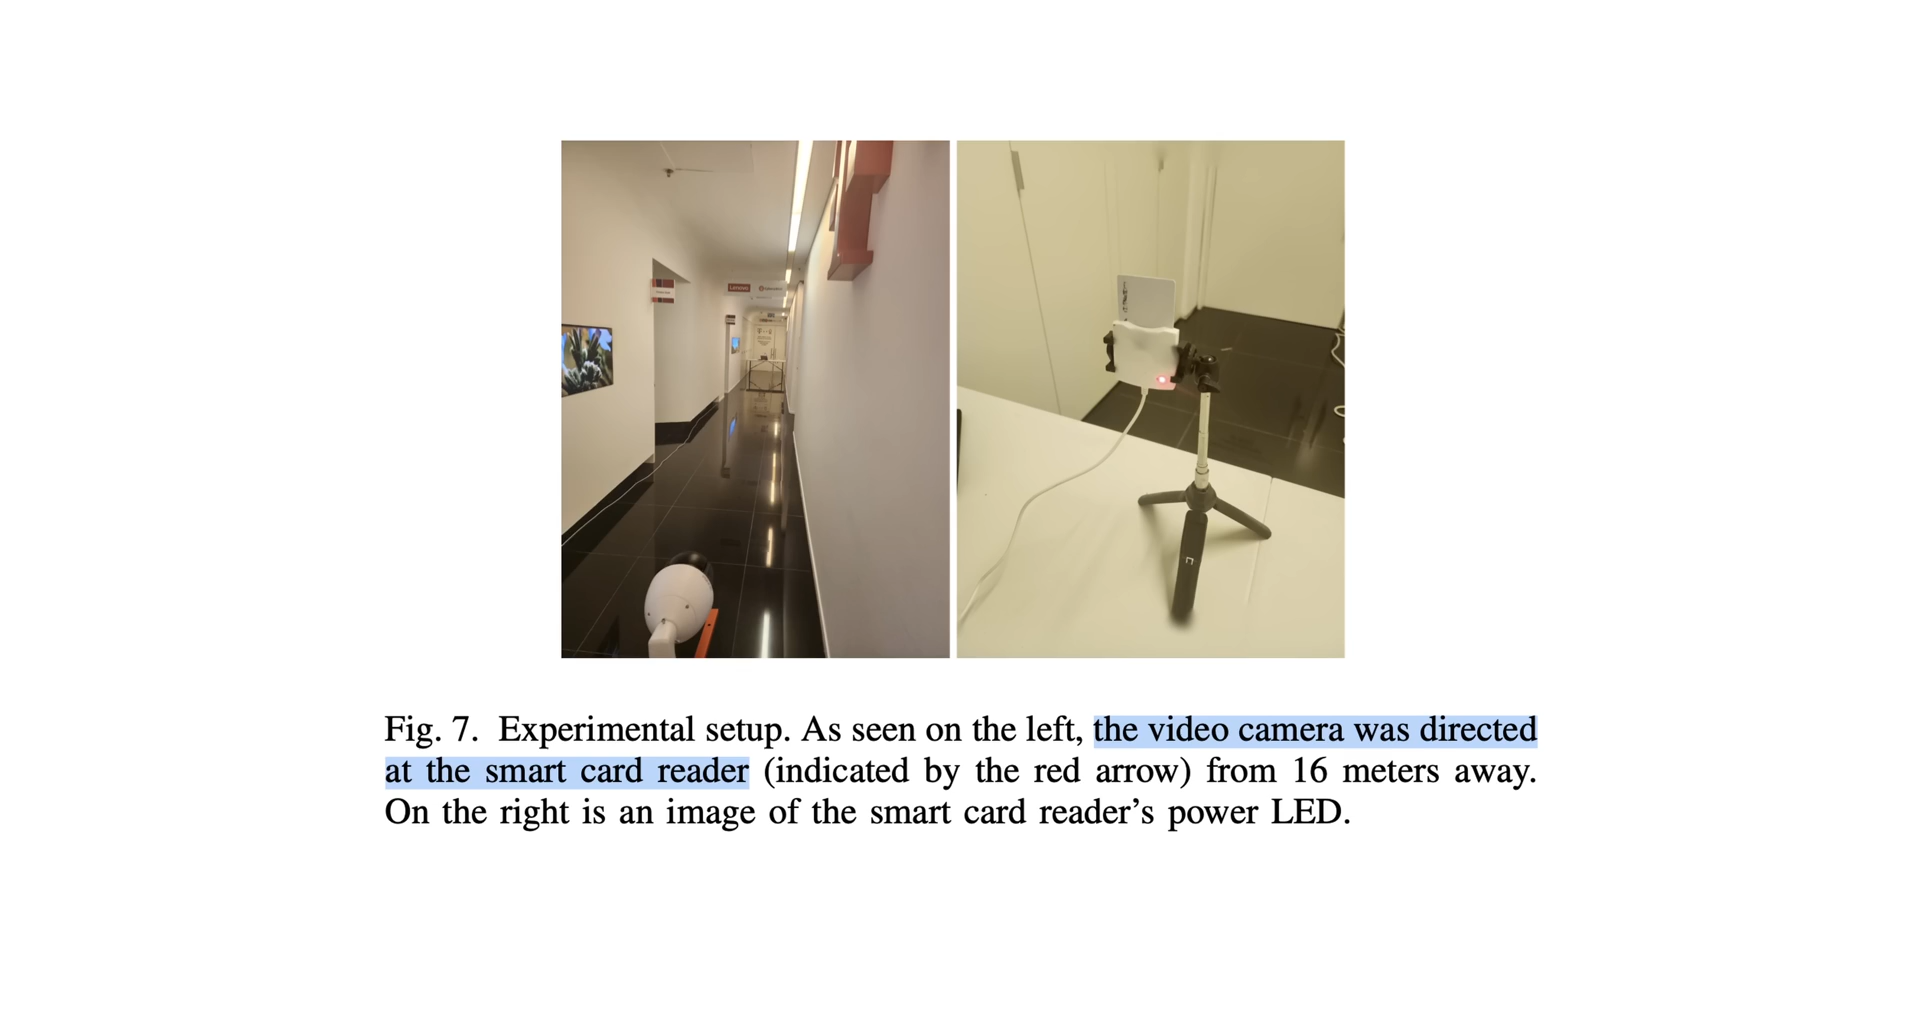 Lenovo
Fig. 7. Experimental setup. As seen on the left, the video camera was directed
at the smart card reader (indicated by the red arrow) from 16 meters away.
On the right is an image of the smart card reader’s power LED.